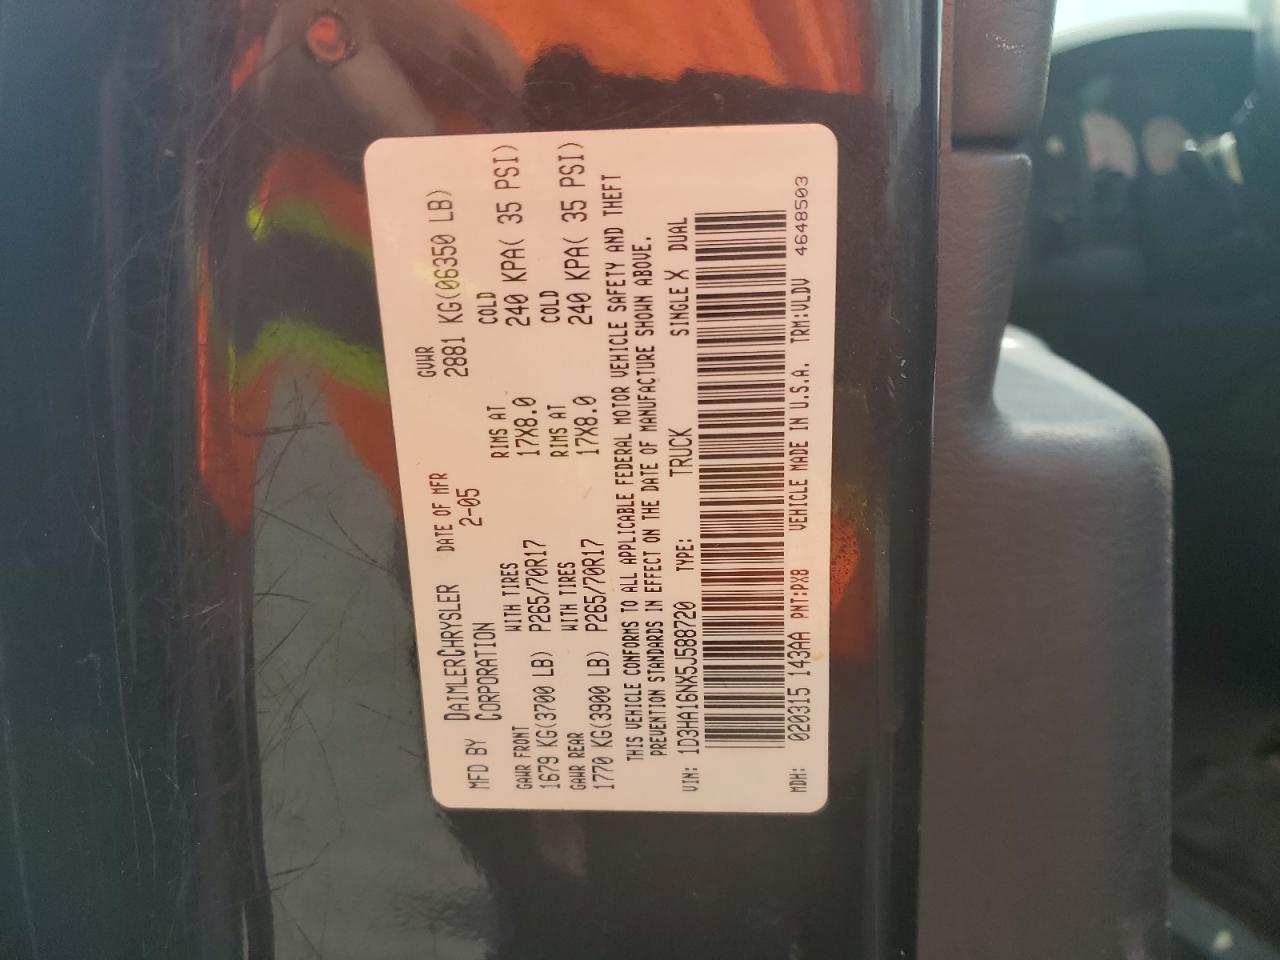 MFD BY DAIMLERCHRYSLER CORPORATION
DATE OF MFR 2-05
GVWR 2881 KG(06350 LB)
GAWR FRONT WITH TIRES RIMS AT COLD
1679 KG(3700 LB) P265/70R17 17X8.0 240 KPA( 35 PSI)
GAWR REAR WITH TIRES RIMS AT COLD
1770 KG(3900 LB) P265/70R17 17X8.0 240 KPA( 35 PSI)
THIS VEHICLE CONFORMS TO ALL APPLICABLE FEDERAL MOTOR VEHICLE SAFETY AND THEFT
PREVENTION STANDARDS IN EFFECT ON THE DATE OF MANUFACTURE SHOWN ABOVE.
VIN: 1D3HA16NX5J588720 TYPE: TRUCK SINGLE X DUAL
MDH: 020315 143AA PNT:PX8 VEHICLE MADE IN U.S.A. TRM:VLDV 4648503